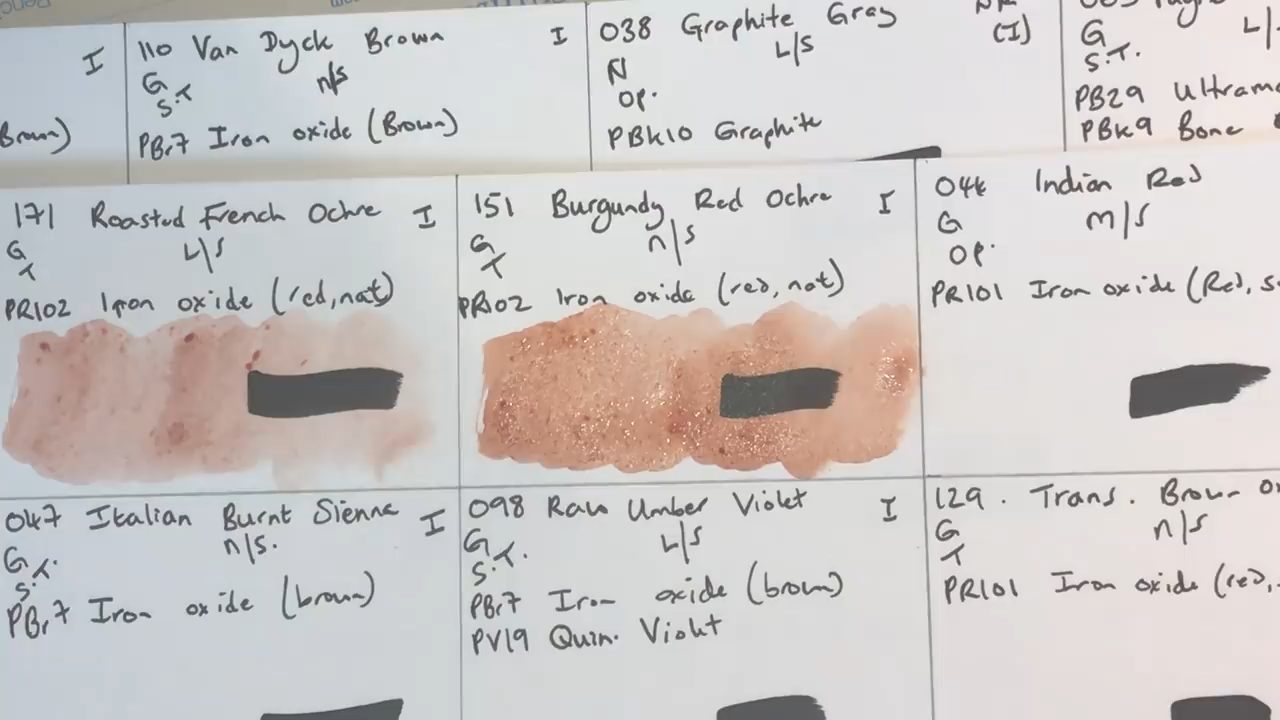 I
Brown)
110 Van Dyck Brown I
G n/s
S.T
PBr7 Iron oxide (Brown)
038 Graphite Gray
N L/S (I)
OP.
PBk10 Graphite
G L/
S.T.
PB29
PBk9 Bone
171 Roasted French Ochre I
G L/S
T
PR102 Iron oxide (red, nat)
151 Burgundy Red Ochre I
G n/s
T
PR102 Iron oxide (red, nat)
044 Indian Red
G m/s
OP.
PR101 Iron oxide (Red, s
047 Italian Burnt Sienna I
G n/s.
S.T.
PBr7 Iron oxide (brown)
098 Raw Umber Violet I
G L/S
S.T.
PBr7 Iron oxide (brown)
PV19 Quin. Violet
129. Trans. Brown
G n/s
T
PR101 Iron oxide (red,